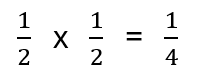 1/2 x 1/2 = 1/4